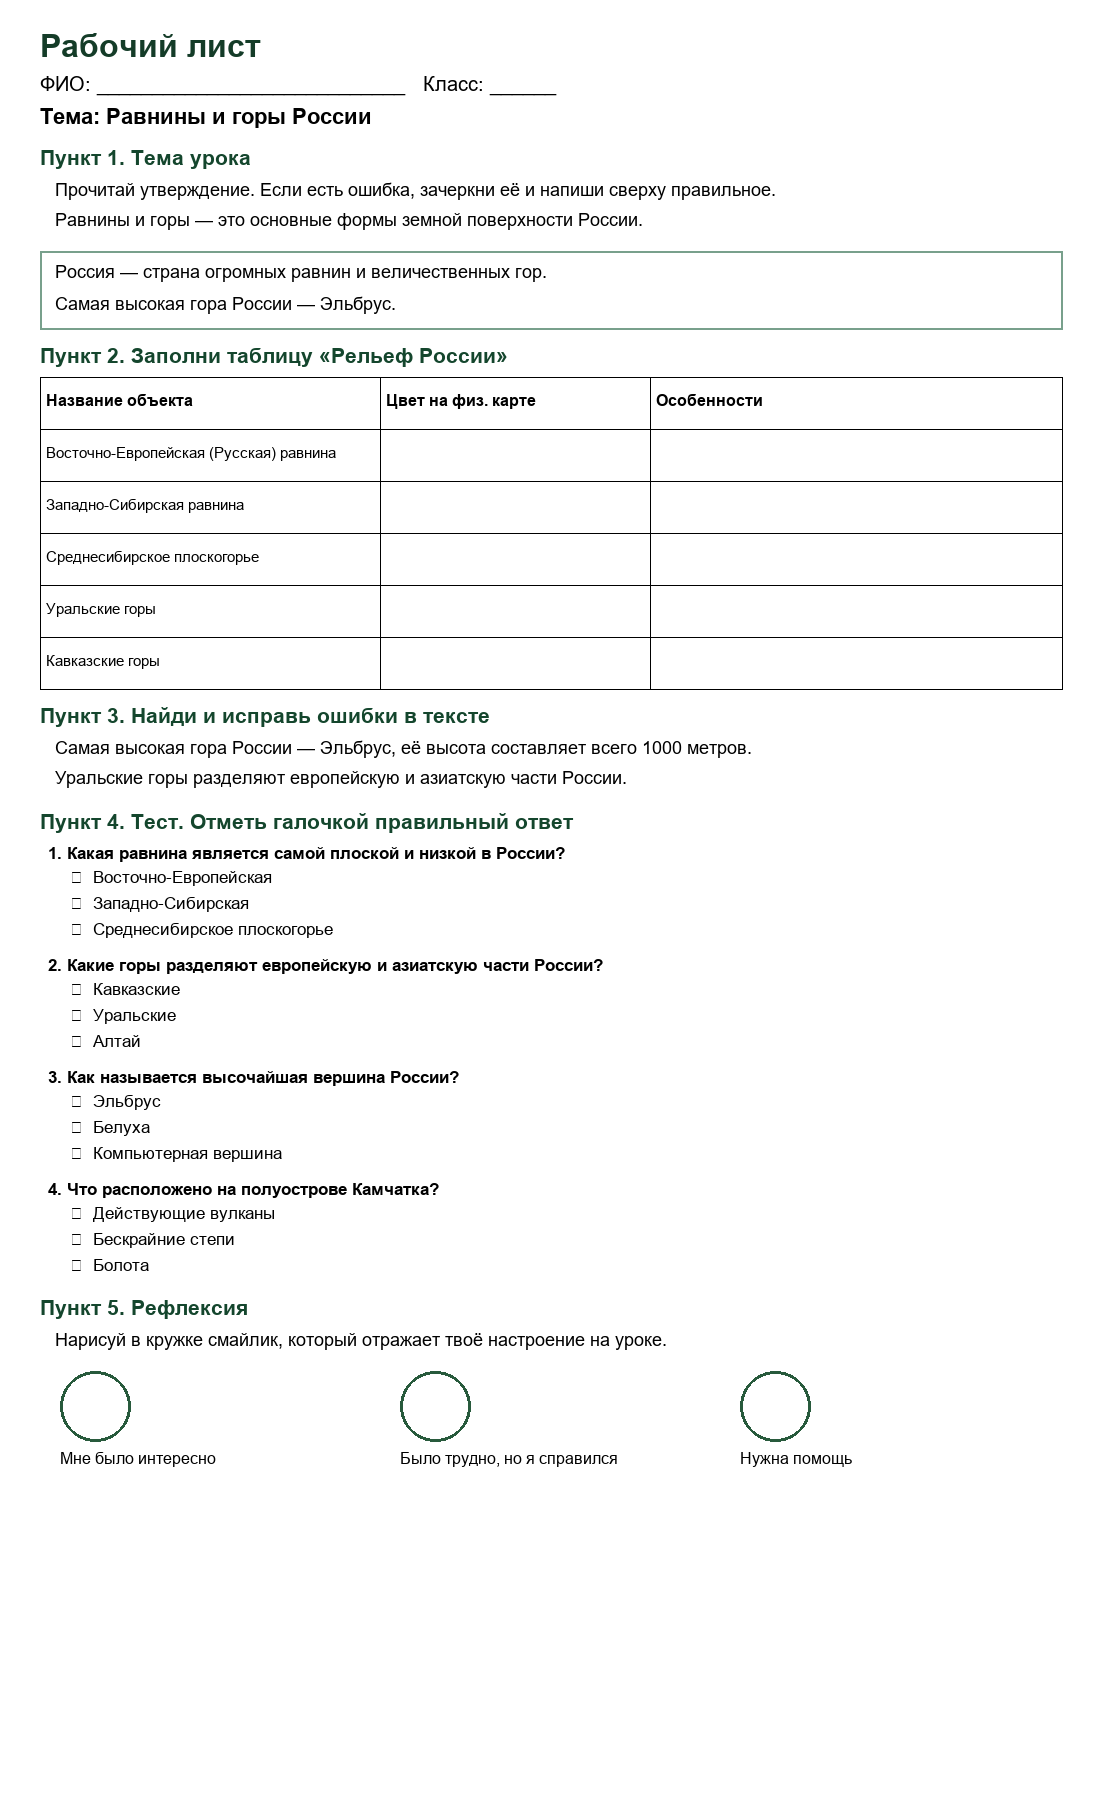 Рабочий лист
ФИО: ____________________________ Класс: ______
Тема: Равнины и горы России
Пункт 1. Тема урока
Прочитай утверждение. Если есть ошибка, зачеркни её и напиши сверху правильное.
Равнины и горы — это основные формы земной поверхности России.
Россия — страна огромных равнин и величественных гор.
Самая высокая гора России — Эльбрус.
Пункт 2. Заполни таблицу «Рельеф России»
Название объекта Цвет на физ. карте Особенности
Восточно-Европейская (Русская) равнина
Западно-Сибирская равнина
Среднесибирское плоскогорье
Уральские горы
Кавказские горы
Пункт 3. Найди и исправь ошибки в тексте
Самая высокая гора России — Эльбрус, её высота составляет всего 1000 метров.
Уральские горы разделяют европейскую и азиатскую части России.
Пункт 4. Тест. Отметь галочкой правильный ответ
1. Какая равнина является самой плоской и низкой в России?
□ Восточно-Европейская
□ Западно-Сибирская
□ Среднесибирское плоскогорье
2. Какие горы разделяют европейскую и азиатскую части России?
□ Кавказские
□ Уральские
□ Алтай
3. Как называется высочайшая вершина России?
□ Эльбрус
□ Белуха
□ Компьютерная вершина
4. Что расположено на полуострове Камчатка?
□ Действующие вулканы
□ Бескрайние степи
□ Болота
Пункт 5. Рефлексия
Нарисуй в кружке смайлик, который отражает твоё настроение на уроке.
Мне было интересно Было трудно, но я справился Нужна помощь